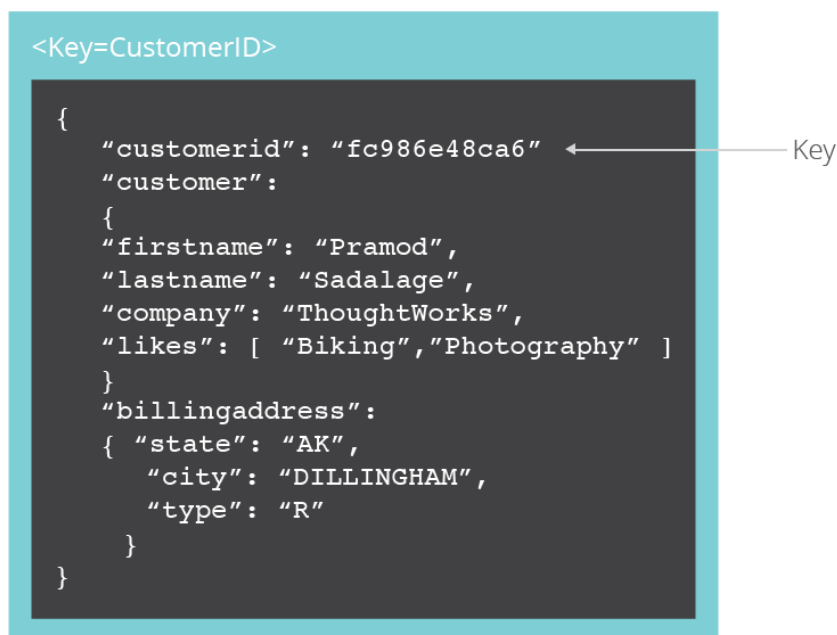 <Key=CustomerID>
{
“customerid”: “fc986e48ca6” Key
“customer”:
{
“firstname”: “Pramod”,
“lastname”: “Sadalage”,
“company”: “ThoughtWorks”,
“likes”: [ “Biking”,”Photography” ]
}
“billingaddress”:
{ “state”: “AK”,
“city”: “DILLINGHAM”,
“type”: “R”
}
}